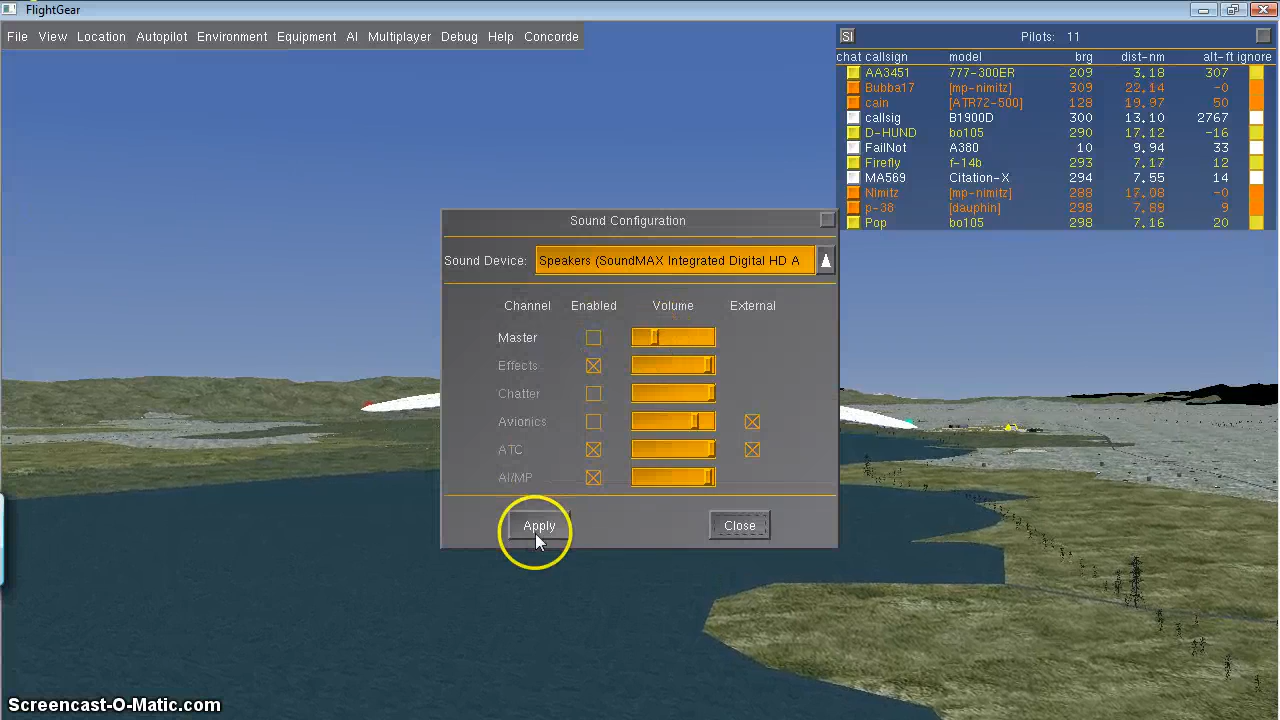 FlightGear
File View Location Autopilot Environment Equipment AI Multiplayer Debug Help Concorde
SI Pilots: 11
chat callsign model brg dist-nm alt-ft ignore
AA3451 777-300ER 209 3.18 307
Bubba17 [mp-nimitz] 309 22.14 -0
cain [ATR72-500] 128 19.97 50
callsig B1900D 300 13.10 2767
D-HUND bo105 290 17.12 -16
FailNot A380 10 9.94 33
Firefly f-14b 293 7.17 12
MA569 Citation-X 294 7.55 14
Nimitz [mp-nimitz] 288 17.08 -0
p-38 [dauphin] 298 7.89 9
Pop bo105 298 7.16 20
Sound Configuration
Sound Device: Speakers (SoundMAX Integrated Digital HD A
Channel Enabled Volume External
Master
Effects
Chatter
Avionics
ATC
AI/MP
Apply Close
Screencast-O-Matic.com